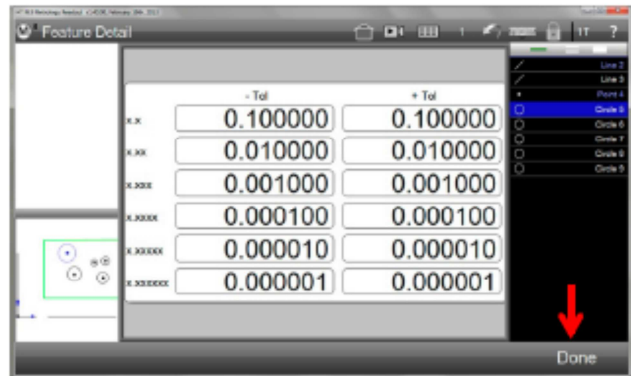 Feature Detail
1
1T
?
Line 2
Line 3
Point 4
Circle 5
Circle 6
Circle 7
Circle 8
Circle 9
- Tol
+ Tol
x.x
0.100000
0.100000
x.xx
0.010000
0.010000
x.xxx
0.001000
0.001000
x.xxxx
0.000100
0.000100
x.xxxxx
0.000010
0.000010
x.xxxxxx
0.000001
0.000001
Done